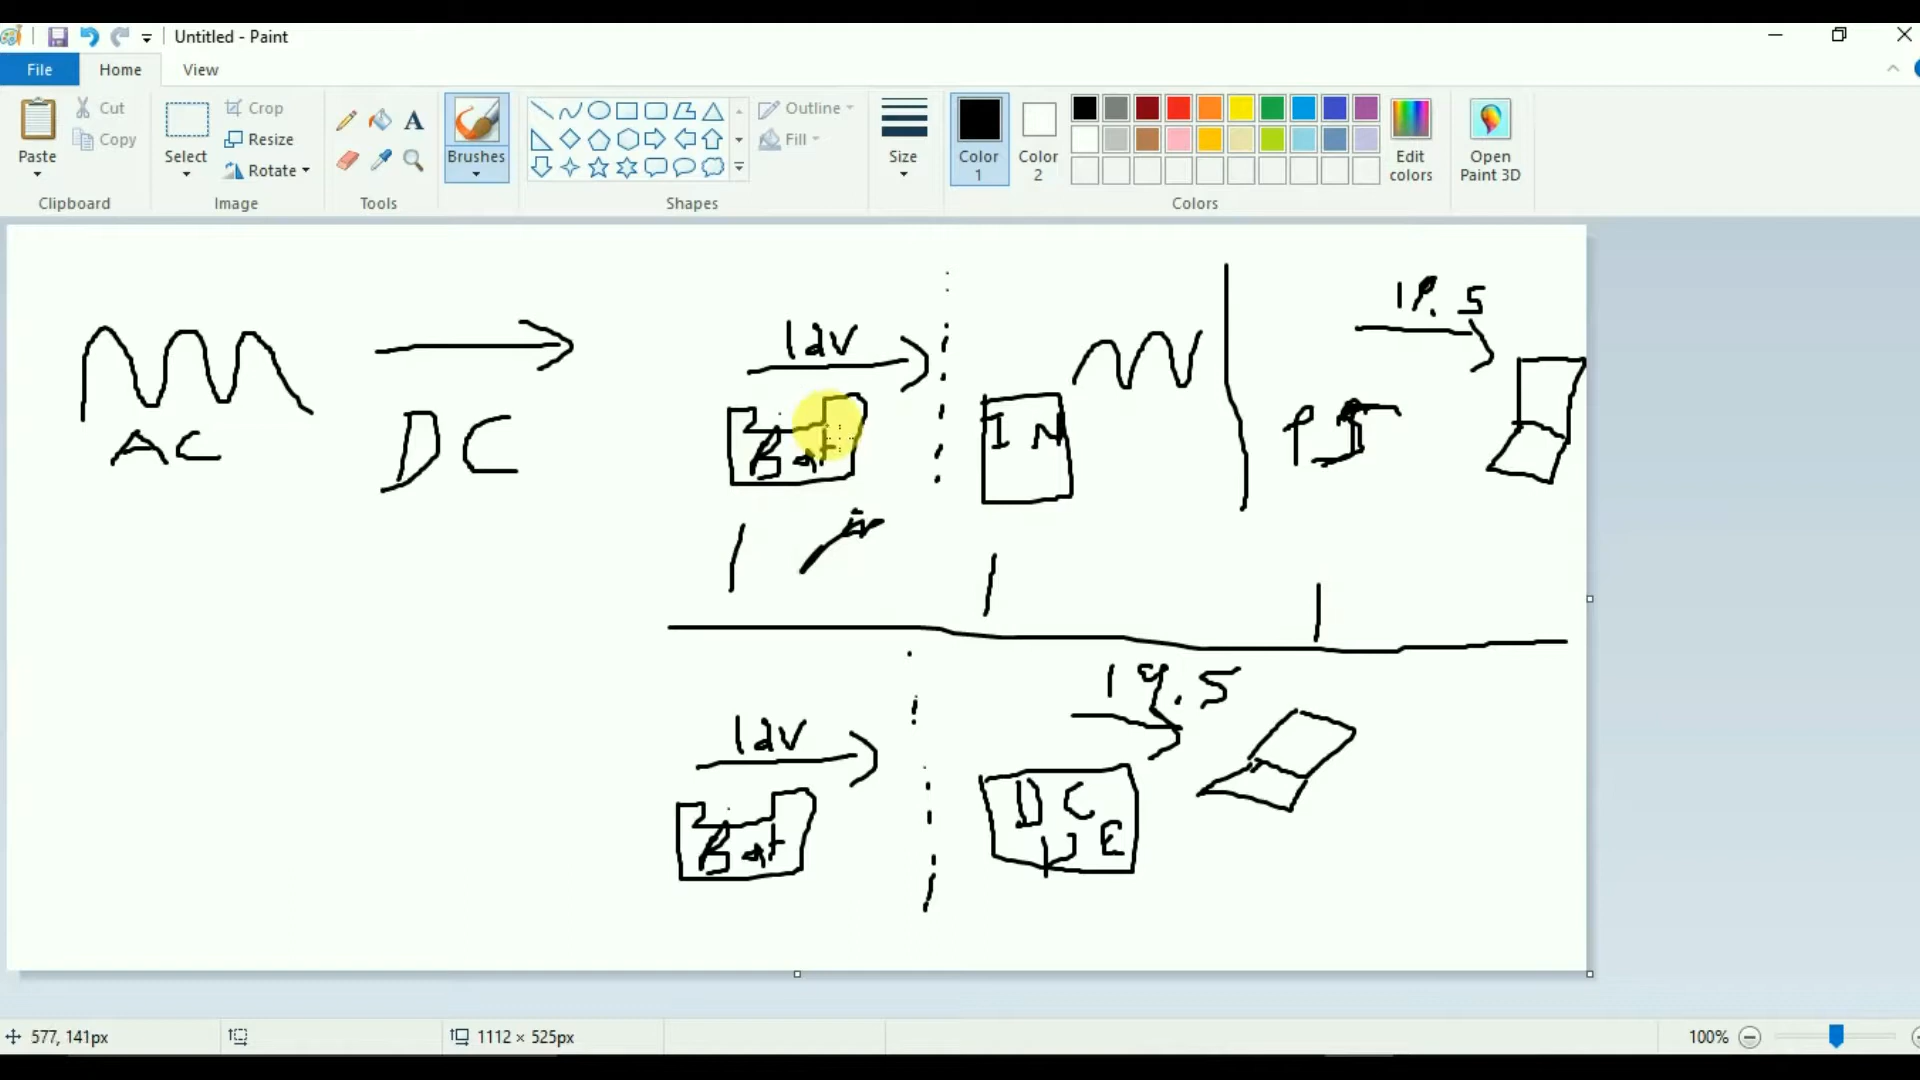 Untitled - Paint
File Home View
Paste
Cut
Copy
Clipboard
Select
Crop
Resize
Rotate
Image
Tools
Brushes
Shapes
Outline
Fill
Size
Color 1
Color 2
Colors
Edit colors
Open Paint 3D
AC
DC
12V
Bat
IN
PS
19.5
12V
Bat
19.5
DC
577, 141px
1112 × 525px
100%